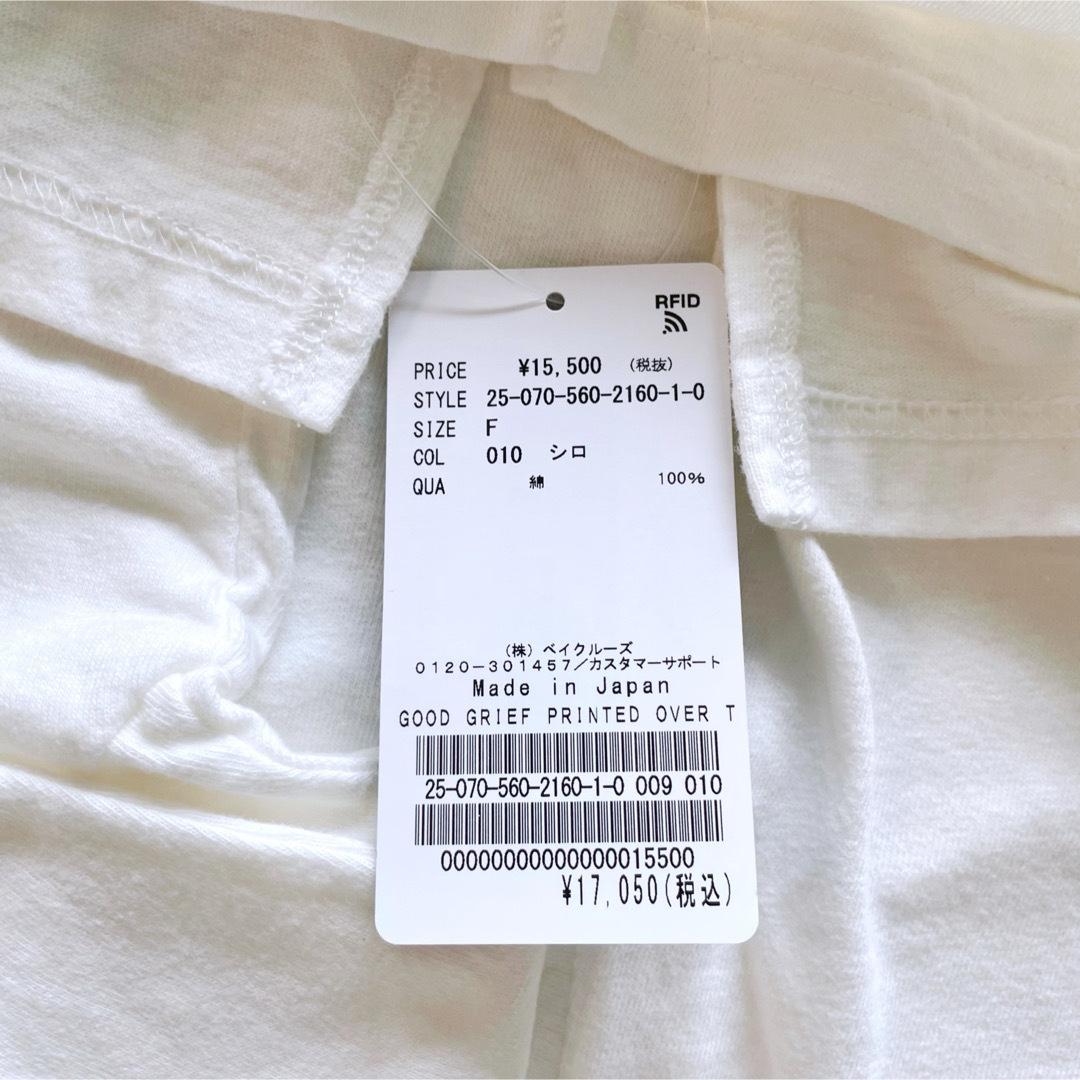 RFID
PRICE ¥15,500 (税抜)
STYLE 25-070-560-2160-1-0
SIZE F
COL 010 シロ
QUA 綿 100%
(株) ベイクルーズ
0120-301457/カスタマーサポート
Made in Japan
GOOD GRIEF PRINTED OVER T
25-070-560-2160-1-0 009 010
00000000000000015500
¥17,050(税込)